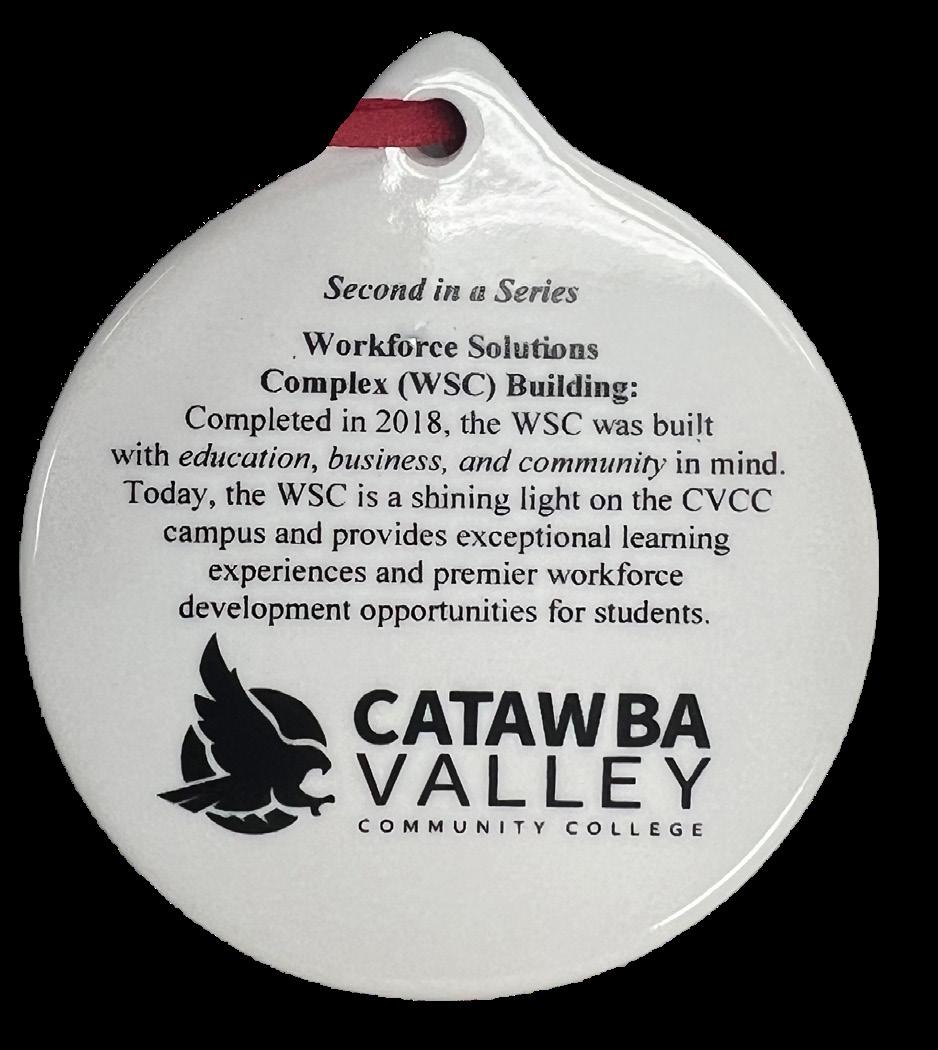 Second in a Series
Workforce Solutions
Complex (WSC) Building:
Completed in 2018, the WSC was built
with education, business, and community in mind.
Today, the WSC is a shining light on the CVCC
campus and provides exceptional learning
experiences and premier workforce
development opportunities for students.
CATAWBA
VALLEY
COMMUNITY COLLEGE